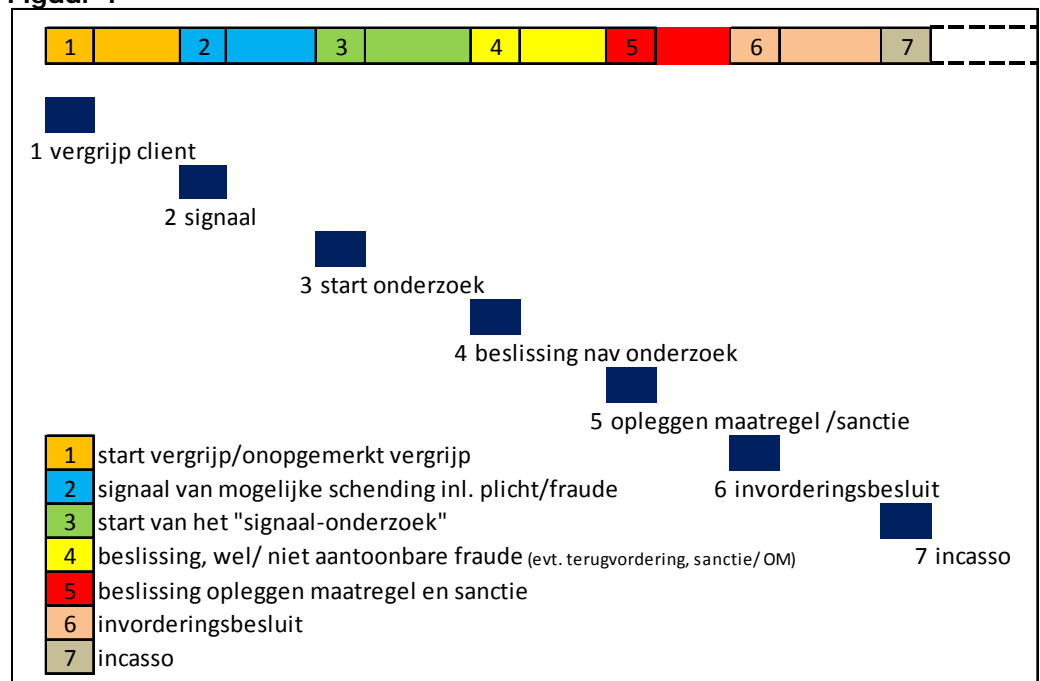 1 2 3 4 5 6 7
1 vergrijp client
2 signaal
3 start onderzoek
4 beslissing nav onderzoek
5 opleggen maatregel /sanctie
6 invorderingsbesluit
7 incasso
1 start vergrijp/onopgemerkt vergrijp
2 signaal van mogelijke schending inl. plicht/fraude
3 start van het "signaal-onderzoek"
4 beslissing, wel/ niet aantoonbare fraude (evt. terugvordering, sanctie/ OM)
5 beslissing opleggen maatregel en sanctie
6 invorderingsbesluit
7 incasso